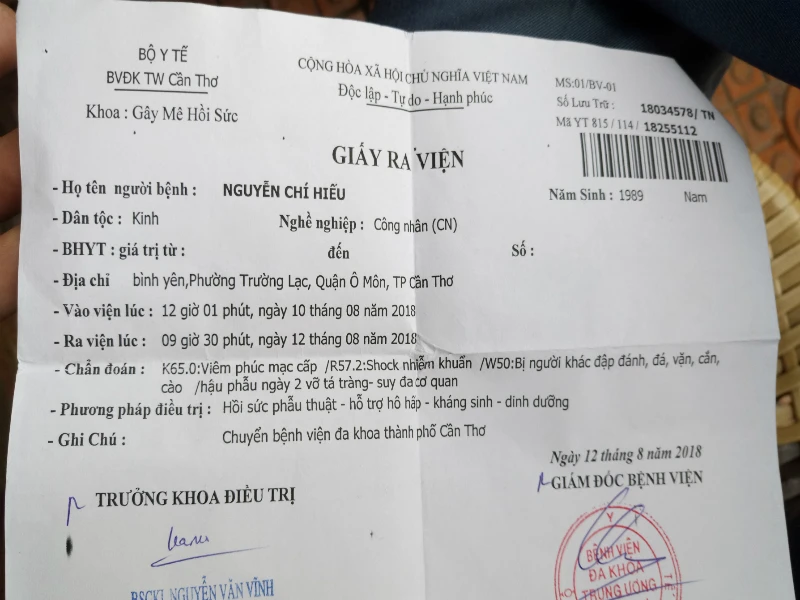 BỘ Y TẾ
BVĐK TW Cần Thơ
Khoa : Gây Mê Hồi Sức
CỘNG HÒA XÃ HỘI CHỦ NGHĨA VIỆT NAM
Độc lập - Tự do - Hạnh phúc
MS:01/BV-01
Số Lưu Trữ : 18034578/ TN
Mã YT 815 / 114 / 18255112
GIẤY RA VIỆN
- Họ tên người bệnh : NGUYỄN CHÍ HIẾU Năm Sinh : 1989 Nam
- Dân tộc : Kinh Nghề nghiệp : Công nhân (CN)
- BHYT : giá trị từ : đến Số :
- Địa chỉ bình yên,Phường Trường Lạc, Quận Ô Môn, TP Cần Thơ
- Vào viện lúc : 12 giờ 01 phút, ngày 10 tháng 08 năm 2018
- Ra viện lúc : 09 giờ 30 phút, ngày 12 tháng 08 năm 2018
- Chẩn đoán : K65.0:Viêm phúc mạc cấp /R57.2:Shock nhiễm khuẩn /W50:Bị người khác đập đánh, đá, vặn, cắn,
cào /hậu phẫu ngày 2 vỡ tá tràng- suy đa cơ quan
- Phương pháp điều trị : Hồi sức phẫu thuật - hỗ trợ hô hấp - kháng sinh - dinh dưỡng
- Ghi Chú : Chuyển bệnh viện đa khoa thành phố Cần Thơ
Ngày 12 tháng 8 năm 2018
TRƯỞNG KHOA ĐIỀU TRỊ
GIÁM ĐỐC BỆNH VIỆN
BSCKI. NGUYỄN VĂN VĨNH
BỆNH VIỆN
ĐA KHOA
TRUNG ƯƠNG